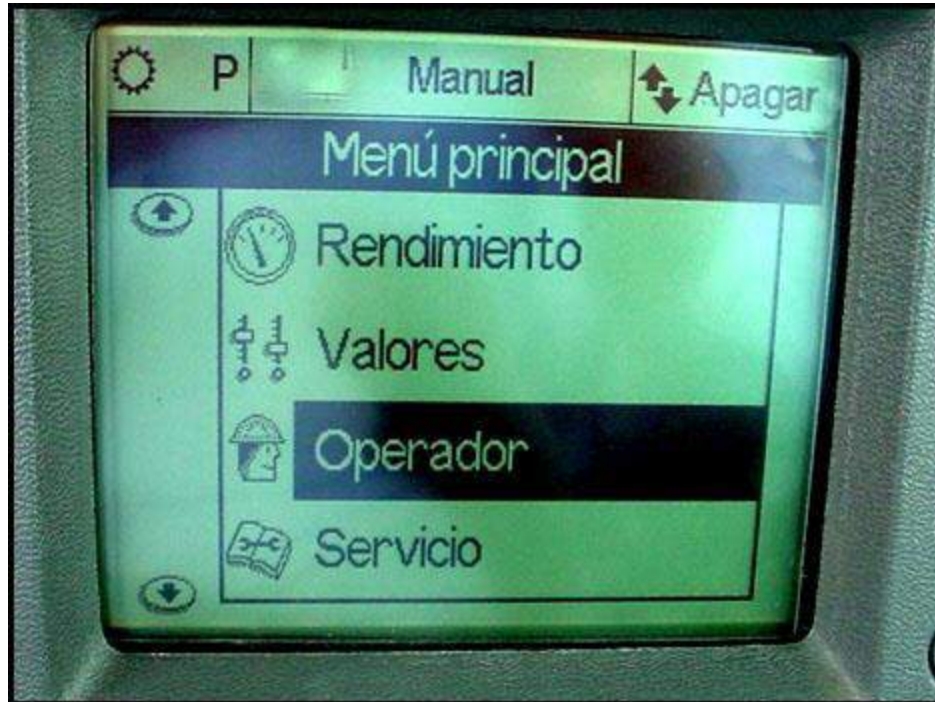 P Manual Apagar
Menú principal
Rendimiento
Valores
Operador
Servicio